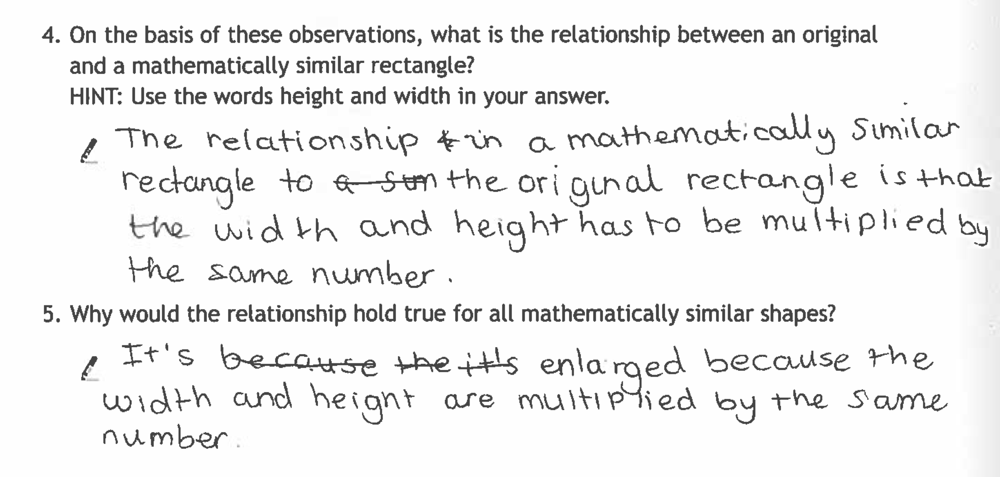 4. On the basis of these observations, what is the relationship between an original
and a mathematically similar rectangle?
HINT: Use the words height and width in your answer.
The relationship t in a mathematically similar
rectangle to a sim the original rectangle is that
the width and height has to be multiplied by
the same number.
5. Why would the relationship hold true for all mathematically similar shapes?
It's because the it's enlarged because the
width and height are multiplied by the same
number.